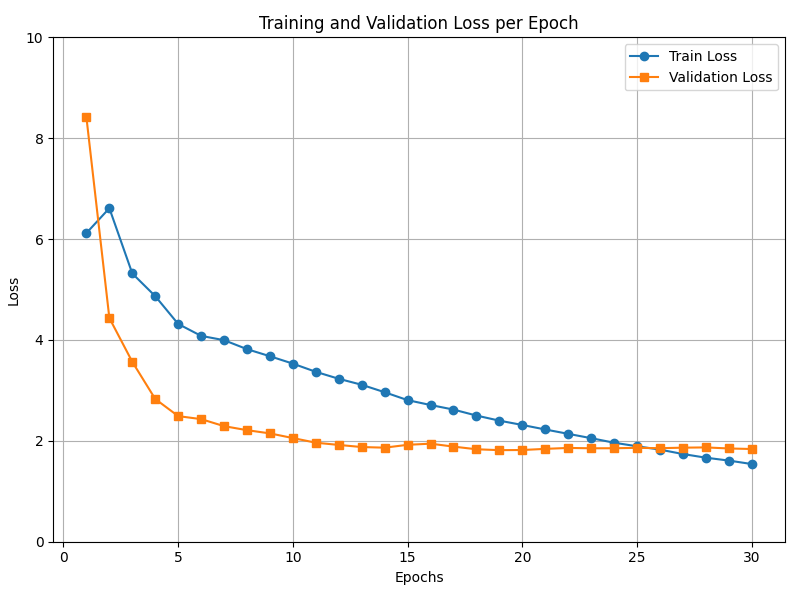 Training and Validation Loss per Epoch
Train Loss
Validation Loss
Loss
10
8
6
4
2
0
0 5 10 15 20 25 30
Epochs